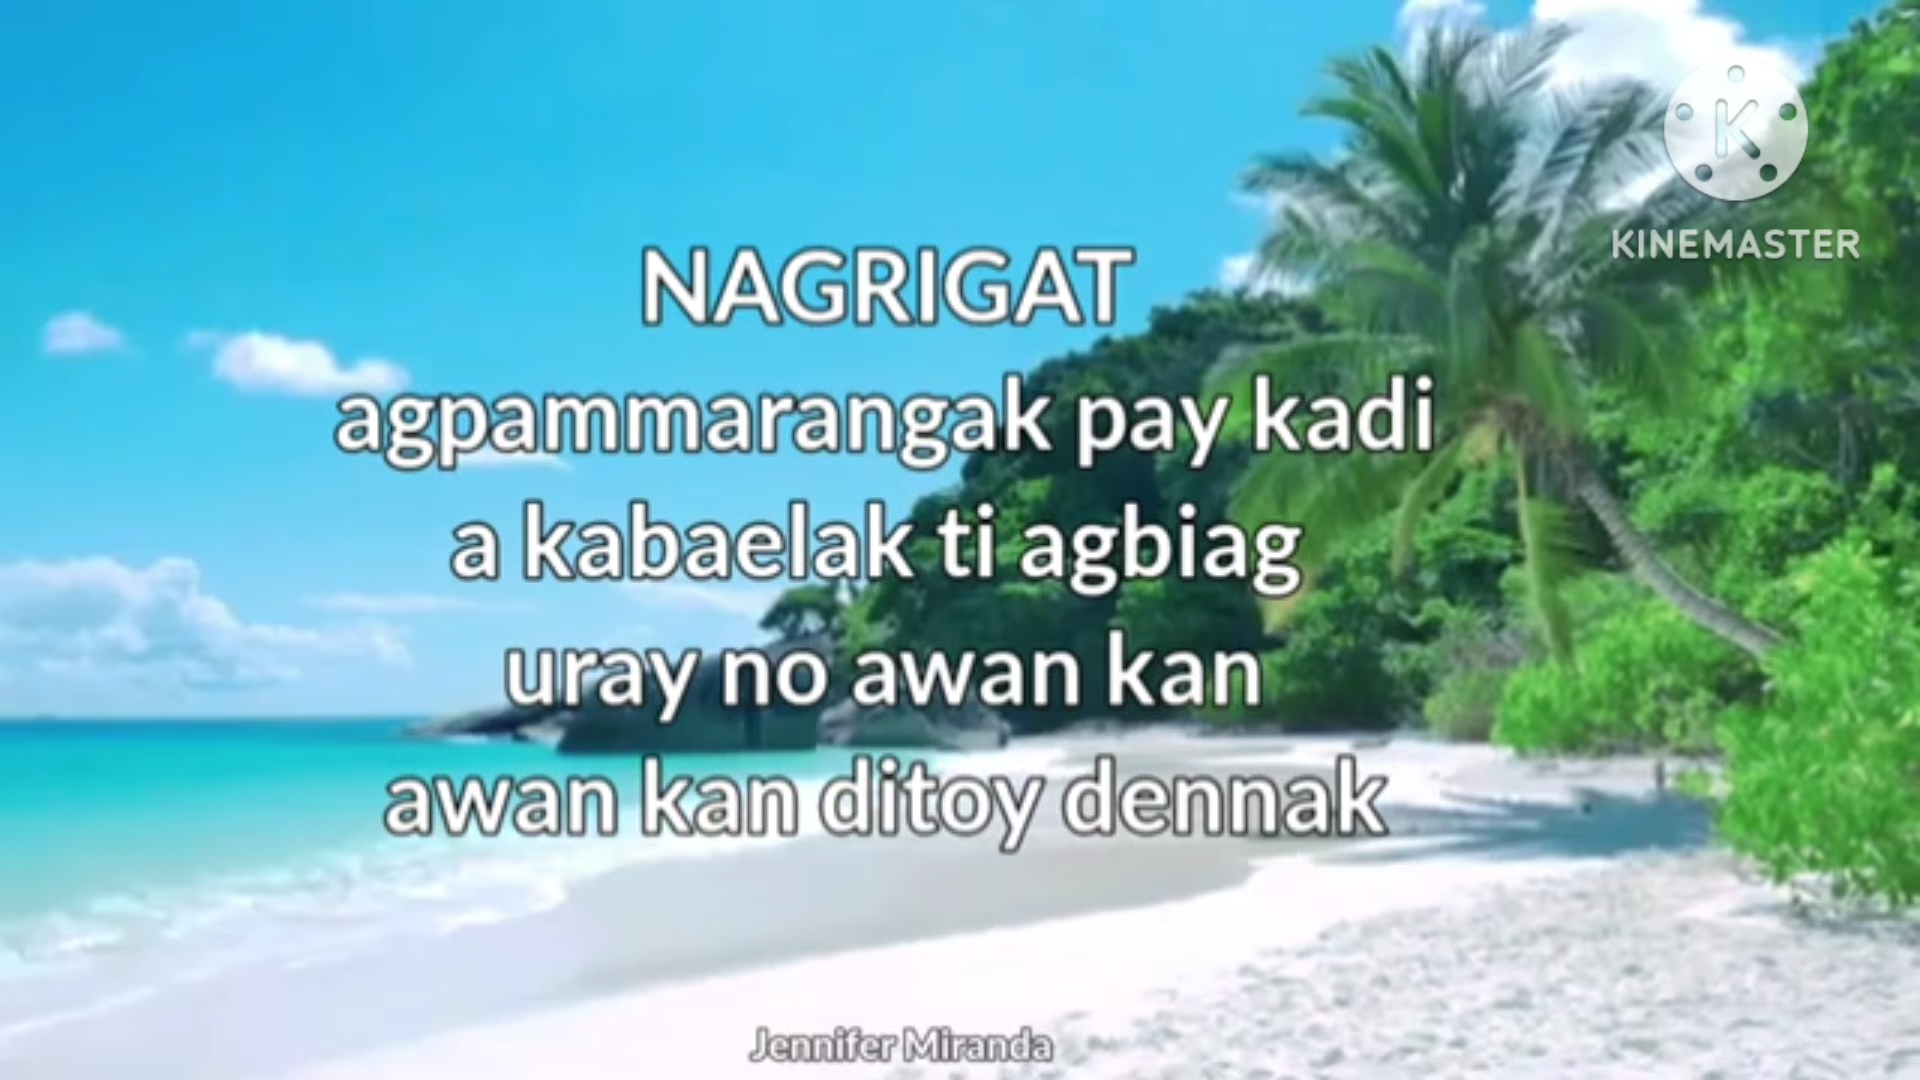 K
KINEMASTER
NAGRIGAT
agpammarangak pay kadi
a kabaelak ti agbiag
uray no awan kan
awan kan ditoy dennak
Jennifer Miranda